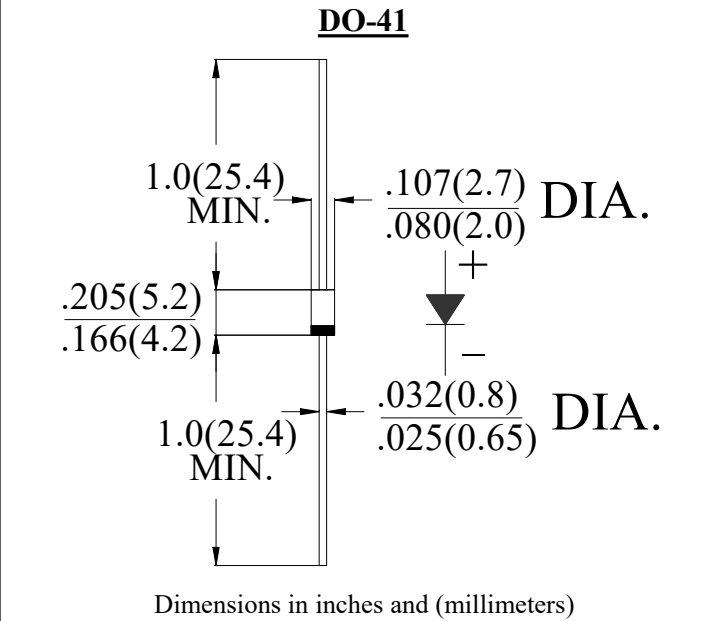 DO-41
1.0(25.4)
MIN.
.107(2.7)
.080(2.0)
DIA.
+
.205(5.2)
.166(4.2)
−
.032(0.8)
.025(0.65)
DIA.
1.0(25.4)
MIN.
Dimensions in inches and (millimeters)